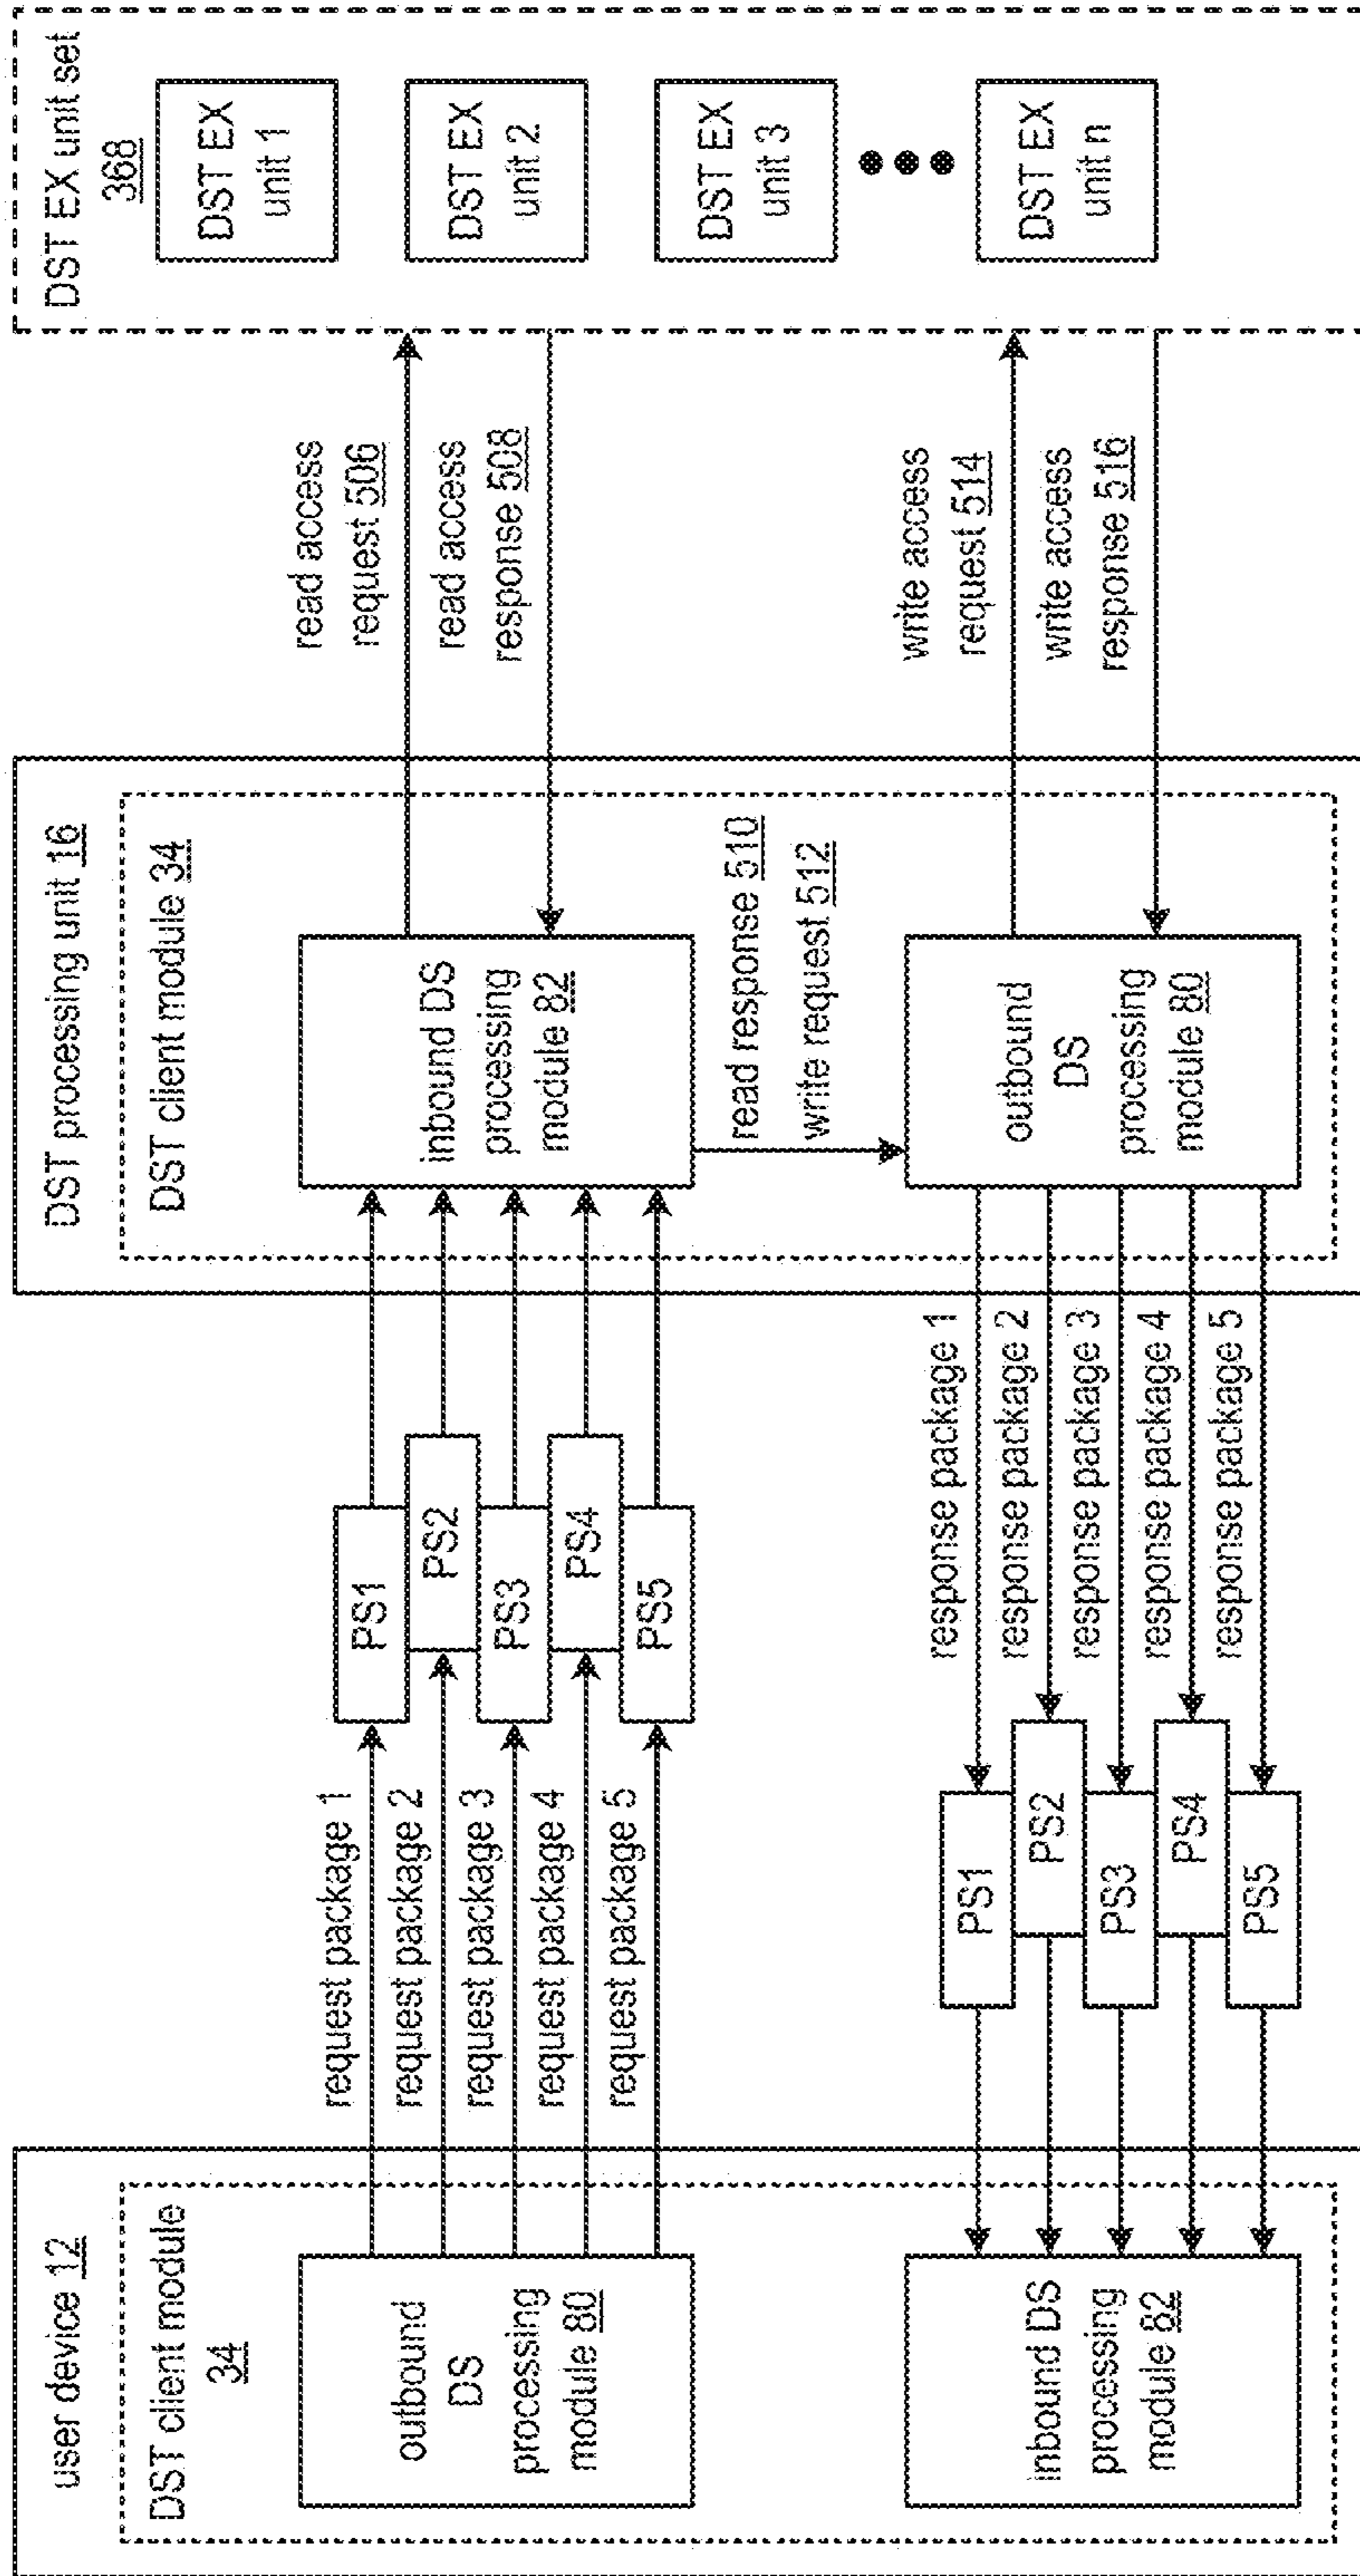 user device 12
DST client module
34
outbound
DS
processing
module 80
inbound DS
processing
module 82
request package 1
request package 2
request package 3
request package 4
request package 5
PS1
PS2
PS3
PS4
PS5
response package 1
response package 2
response package 3
response package 4
response package 5
PS1
PS2
PS3
PS4
PS5
DST processing unit 16
DST client module 34
inbound DS
processing
module 82
read response 510
write request 512
outbound
DS
processing
module 80
read access
request 506
read access
response 508
write access
request 514
write access
response 516
DST EX unit set
368
DST EX
unit 1
DST EX
unit 2
DST EX
unit 3
DST EX
unit n